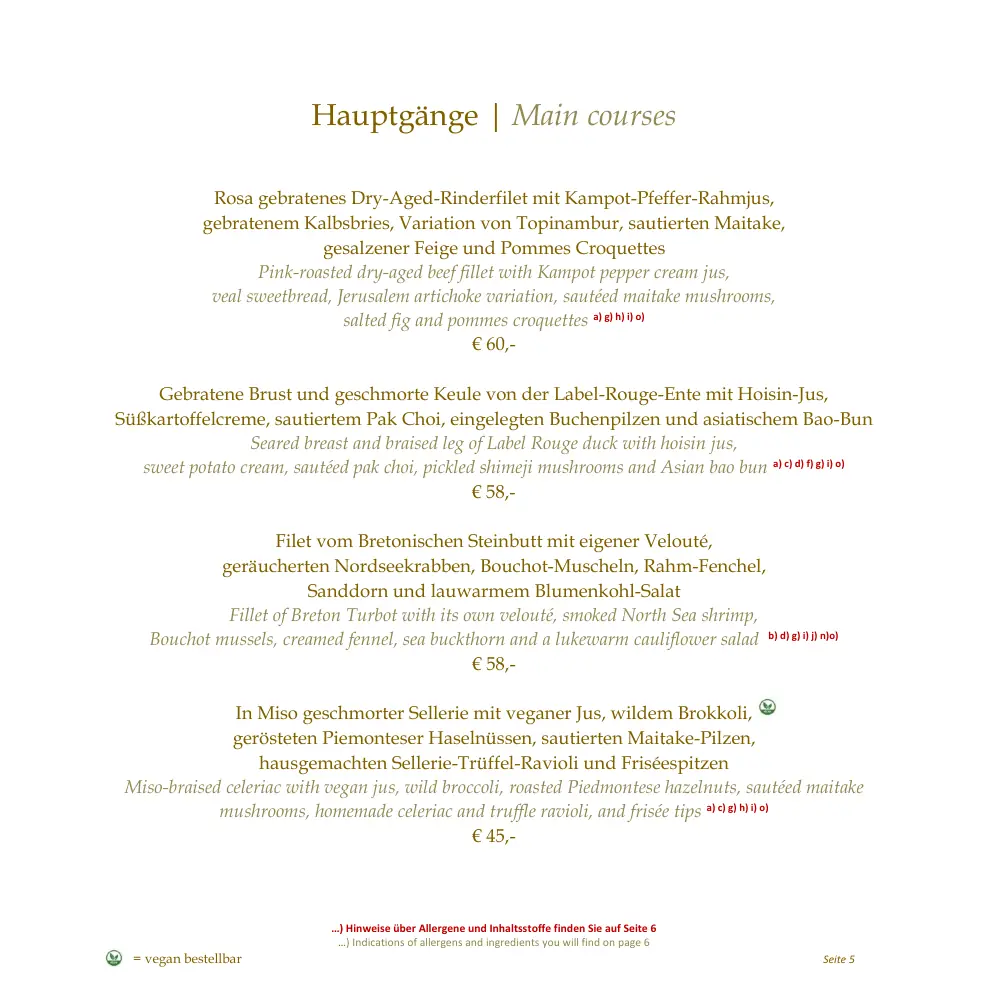 Hauptgänge | Main courses
Rosa gebratenes Dry-Aged-Rinderfilet mit Kampot-Pfeffer-Rahmjus,
gebratenem Kalbsbries, Variation von Topinambur, sautierten Maitake,
gesalzener Feige und Pommes Croquettes
Pink-roasted dry-aged beef fillet with Kampot pepper cream jus,
veal sweetbread, Jerusalem artichoke variation, sautéed maitake mushrooms,
salted fig and pommes croquettes a) g) h) i) o)
€ 60,-
Gebratene Brust und geschmorte Keule von der Label-Rouge-Ente mit Hoisin-Jus,
Süßkartoffelcreme, sautiertem Pak Choi, eingelegten Buchenpilzen und asiatischem Bao-Bun
Seared breast and braised leg of Label Rouge duck with hoisin jus,
sweet potato cream, sautéed pak choi, pickled shimeji mushrooms and Asian bao bun a) c) d) f) g) i) o)
€ 58,-
Filet vom Bretonischen Steinbutt mit eigener Velouté,
geräucherten Nordseekrabben, Bouchot-Muscheln, Rahm-Fenchel,
Sanddorn und lauwarmem Blumenkohl-Salat
Fillet of Breton Turbot with its own velouté, smoked North Sea shrimp,
Bouchot mussels, creamed fennel, sea buckthorn and a lukewarm cauliflower salad b) d) g) i) j) n)o)
€ 58,-
In Miso geschmorter Sellerie mit veganer Jus, wildem Brokkoli,
gerösteten Piemonteser Haselnüssen, sautierten Maitake-Pilzen,
hausgemachten Sellerie-Trüffel-Ravioli und Friséespitzen
Miso-braised celeriac with vegan jus, wild broccoli, roasted Piedmontese hazelnuts, sautéed maitake
mushrooms, homemade celeriac and truffle ravioli, and frisée tips a) c) g) h) i) o)
€ 45,-
...) Hinweise über Allergene und Inhaltsstoffe finden Sie auf Seite 6
...) Indications of allergens and ingredients you will find on page 6
= vegan bestellbar
Seite 5